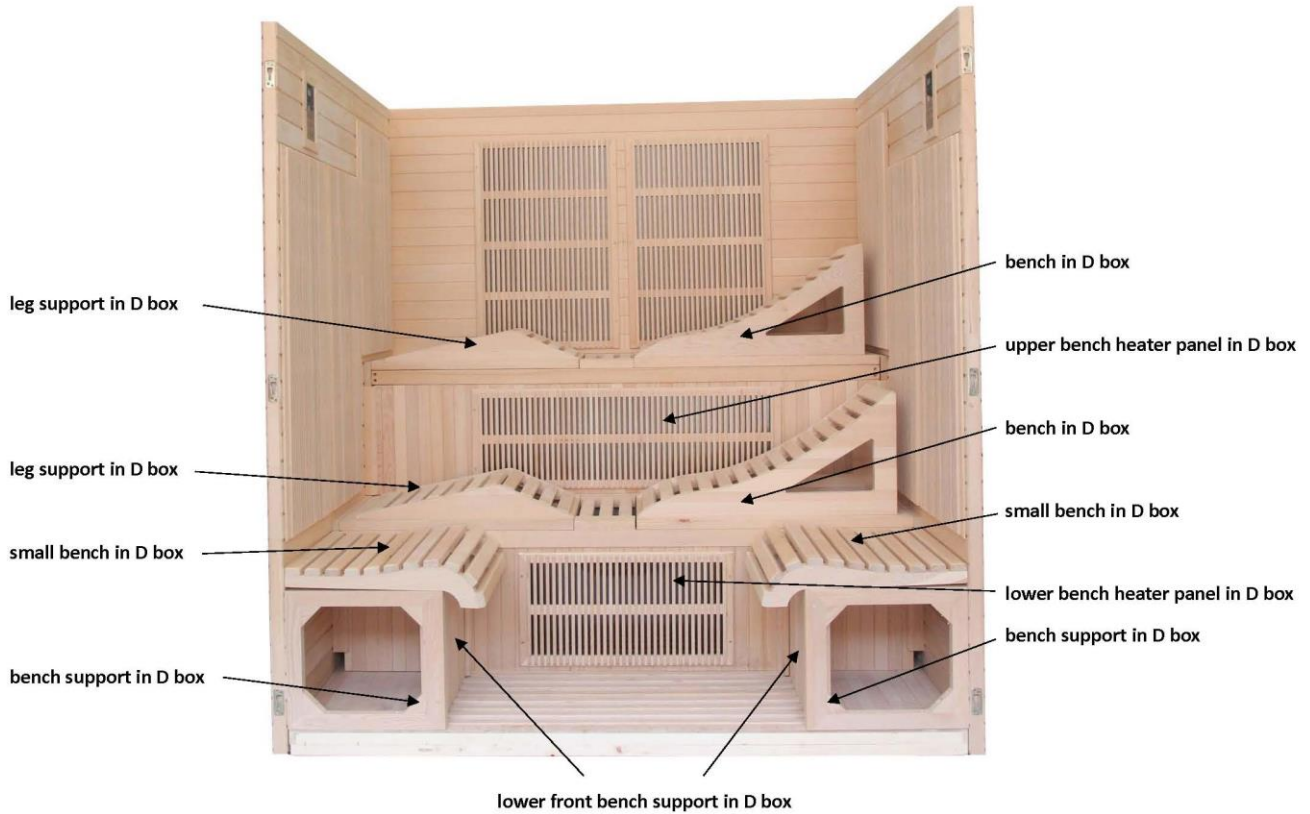 bench in D box
leg support in D box
upper bench heater panel in D box
bench in D box
leg support in D box
small bench in D box
small bench in D box
lower bench heater panel in D box
bench support in D box
bench support in D box
lower front bench support in D box